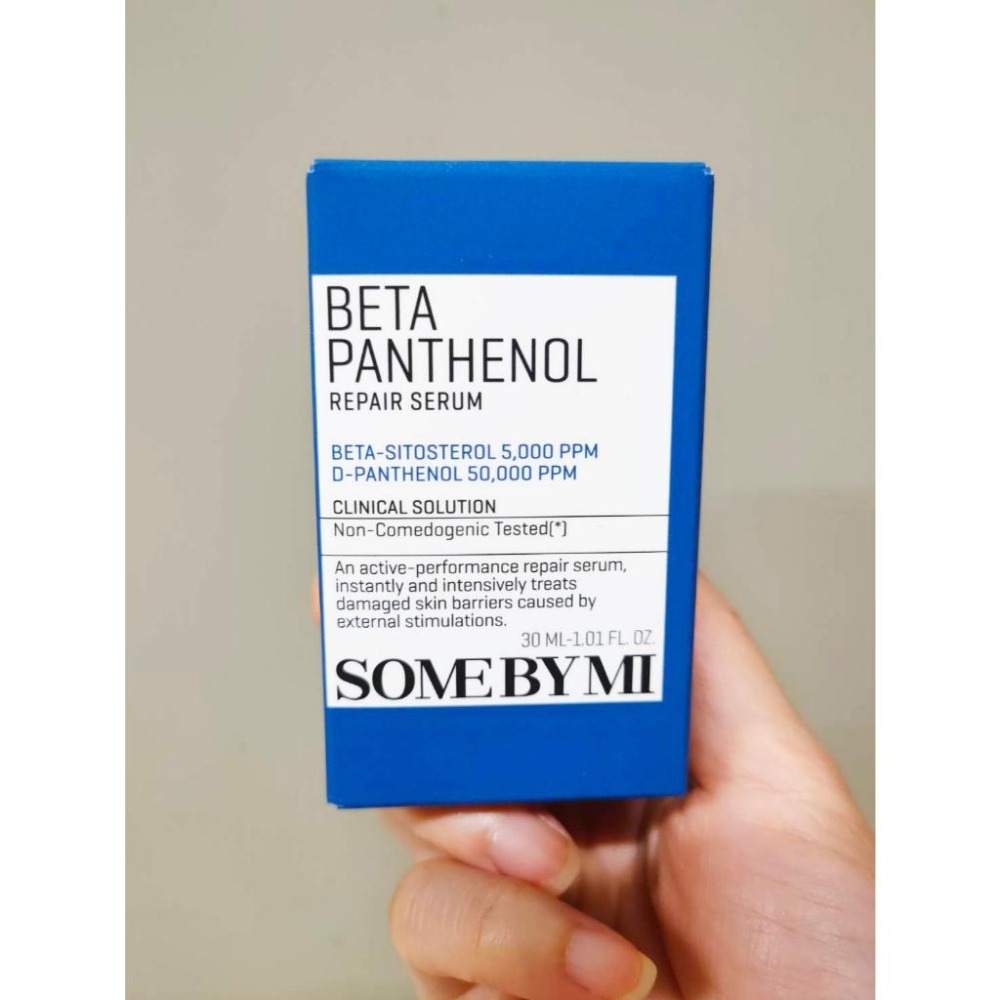 BETA
PANTHENOL
REPAIR SERUM
BETA-SITOSTEROL 5,000 PPM
D-PANTHENOL 50,000 PPM
CLINICAL SOLUTION
Non-Comedogenic Tested(*)
An active-performance repair serum,
instantly and intensively treats
damaged skin barriers caused by
external stimulations.
30 ML-1.01 FL. OZ.
SOME BY MI